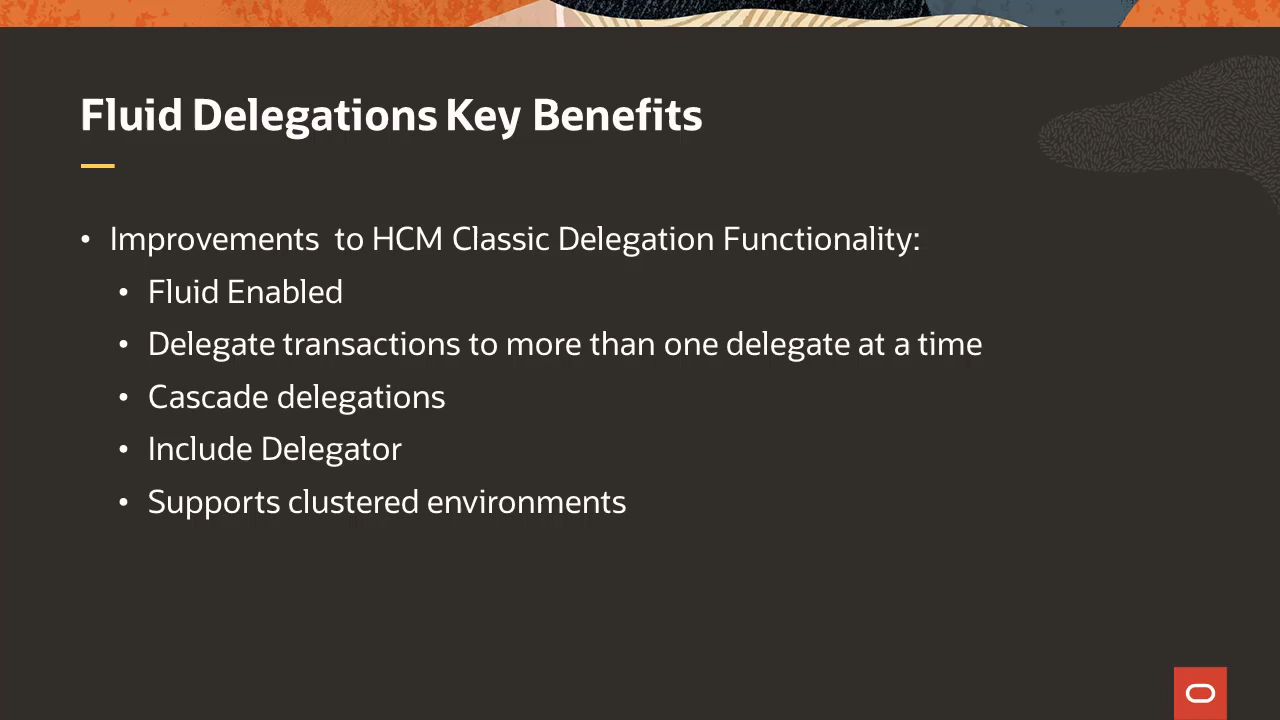 Fluid Delegations Key Benefits
• Improvements  to HCM Classic Delegation Functionality:
• Fluid Enabled
• Delegate transactions to more than one delegate at a time
• Cascade delegations
• Include Delegator
• Supports clustered environments